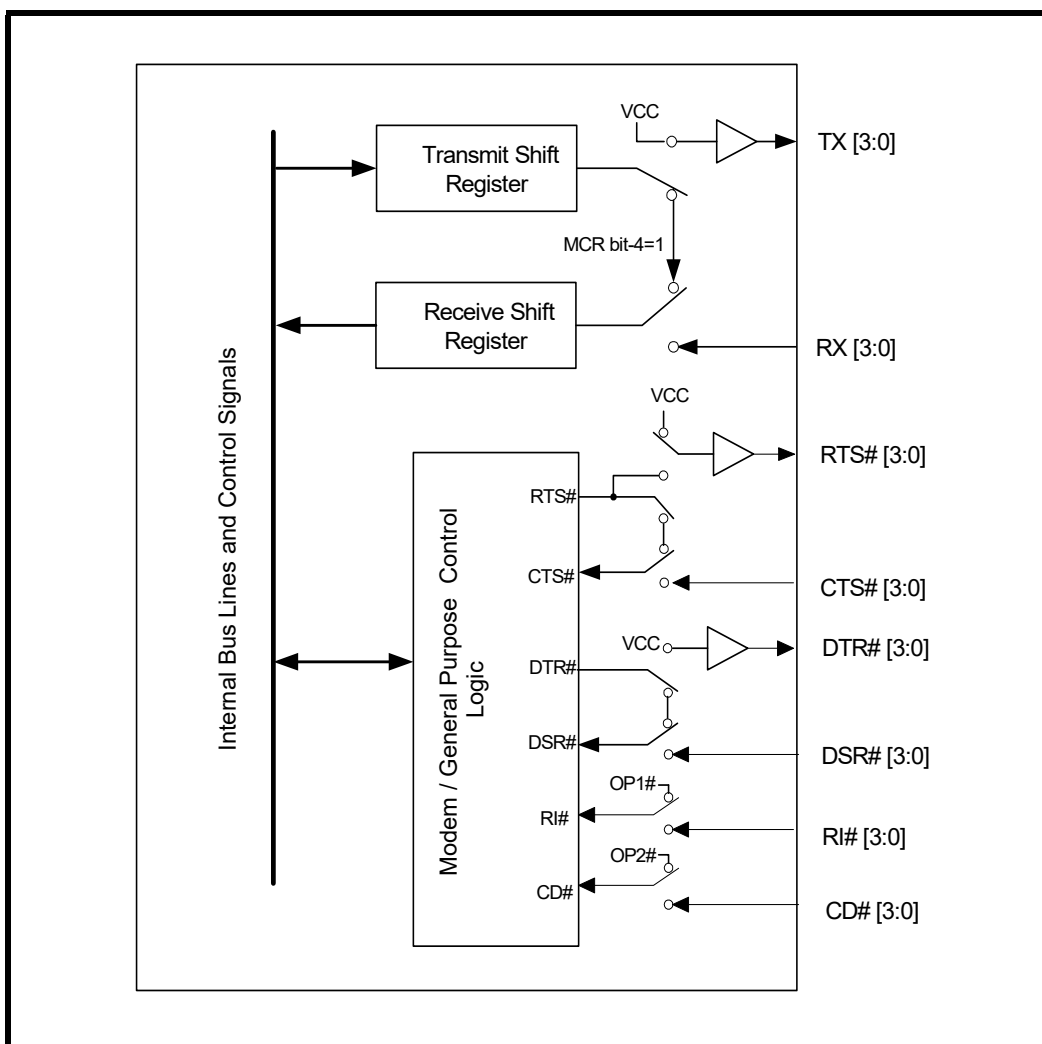 VCC
TX [3:0]
Transmit Shift
Register
MCR bit-4=1
Receive Shift
Register
RX [3:0]
Internal Bus Lines and Control Signals
VCC
RTS# [3:0]
RTS#
CTS#
CTS# [3:0]
Modem / General Purpose Control
Logic
VCC
DTR# [3:0]
DTR#
DSR#
DSR# [3:0]
OP1#
RI#
RI# [3:0]
OP2#
CD#
CD# [3:0]